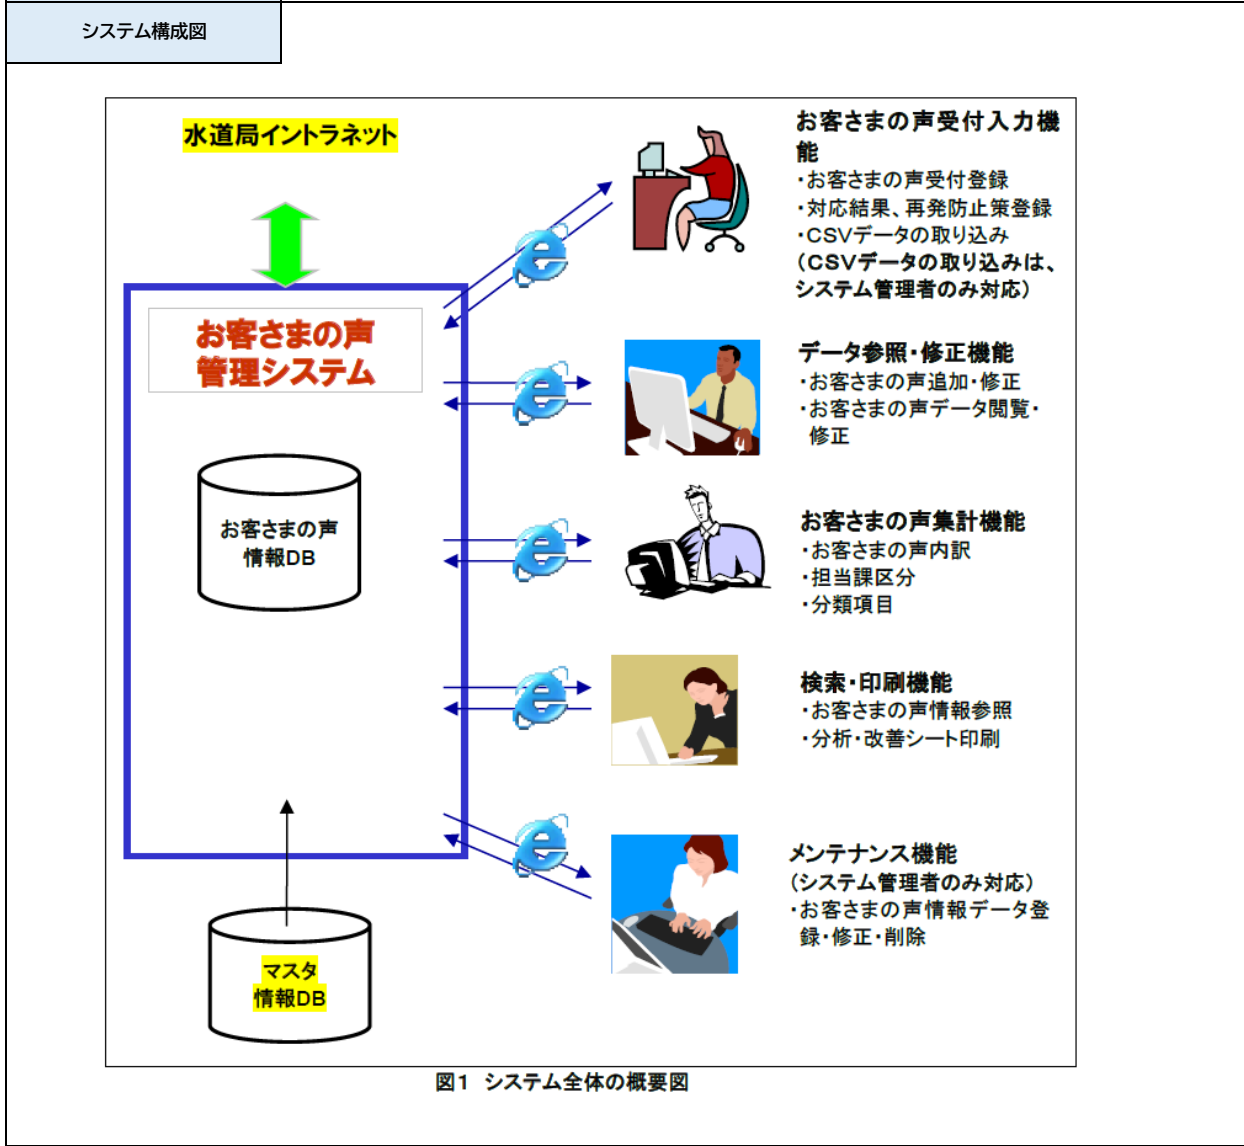 システム構成図
水道局イントラネット
お客さまの声
管理システム
お客さまの声
情報DB
マスタ
情報DB
お客さまの声受付入力機
能
・お客さまの声受付登録
・対応結果、再発防止策登録
・CSVデータの取り込み
(CSVデータの取り込みは、
システム管理者のみ対応)
データ参照・修正機能
・お客さまの声追加・修正
・お客さまの声データ閲覧・
修正
お客さまの声集計機能
・お客さまの声内訳
・担当課区分
・分類項目
検索・印刷機能
・お客さまの声情報参照
・分析・改善シート印刷
メンテナンス機能
(システム管理者のみ対応)
・お客さまの声情報データ登
録・修正・削除
図1 システム全体の概要図